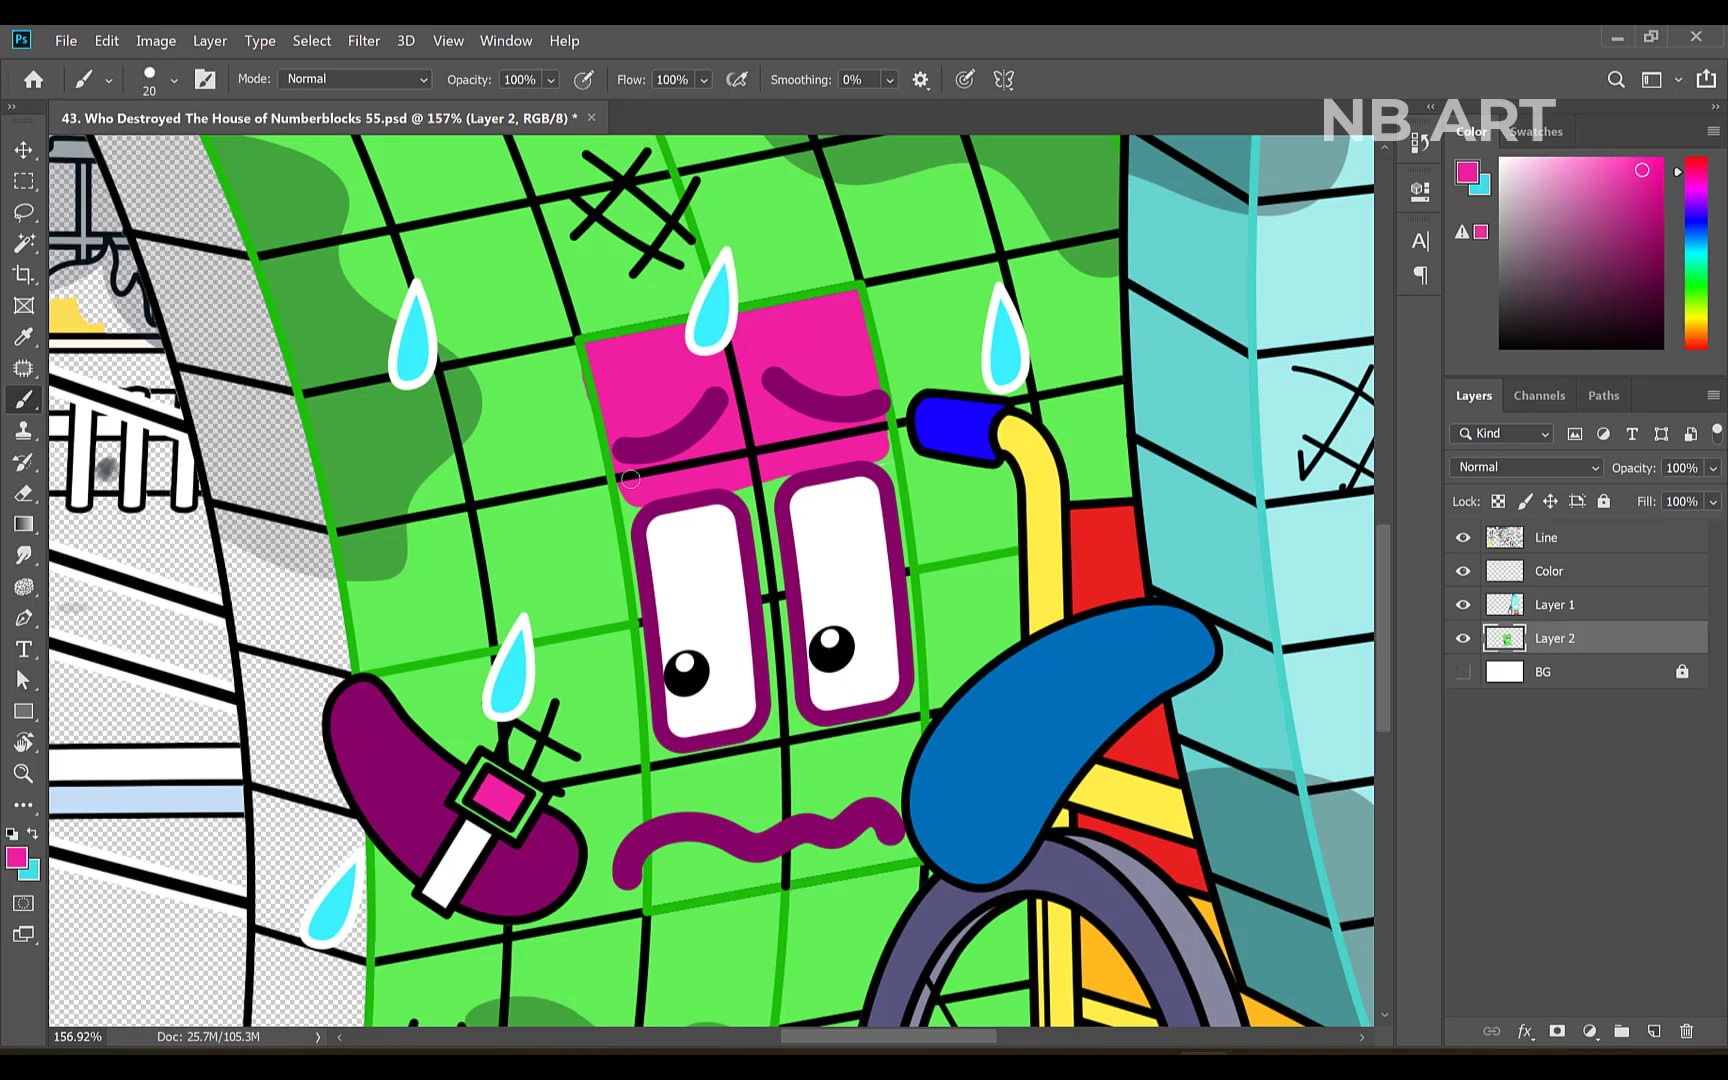 Ps File Edit Image Layer Type Select Filter 3D View Window Help
20 Mode: Normal Opacity: 100% Flow: 100% Smoothing: 0%
43. Who Destroyed The House of Numberblocks 55.psd @ 157% (Layer 2, RGB/8) * ×
NB ART
Color Swatches
Layers Channels Paths
Kind
Normal Opacity: 100%
Lock: Fill: 100%
Line
Color
Layer 1
Layer 2
BG
156.92% Doc: 25.7M/105.3M